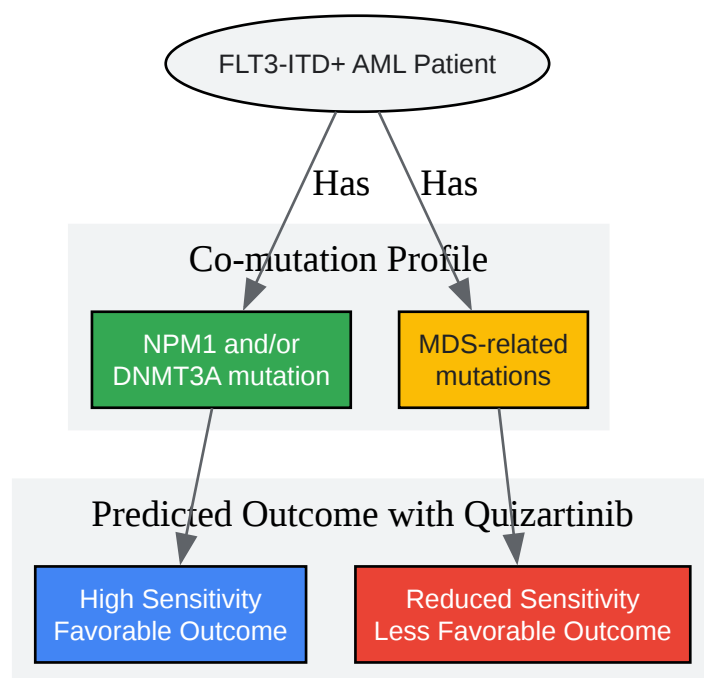 FLT3-ITD+ AML Patient
Has
Has
Co-mutation Profile
NPM1 and/or
DNMT3A mutation
MDS-related
mutations
Predicted Outcome with Quizartinib
High Sensitivity
Favorable Outcome
Reduced Sensitivity
Less Favorable Outcome